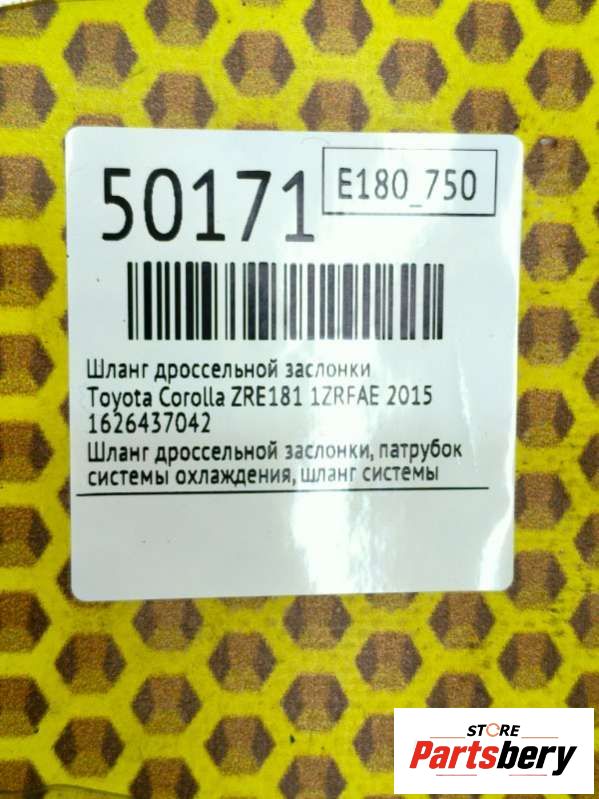 50171
E180_750
Шланг дроссельной заслонки
Toyota Corolla ZRE181 1ZRFAE 2015
1626437042
Шланг дроссельной заслонки, патрубок
системы охлаждения, шланг системы
STORE
Partsbery